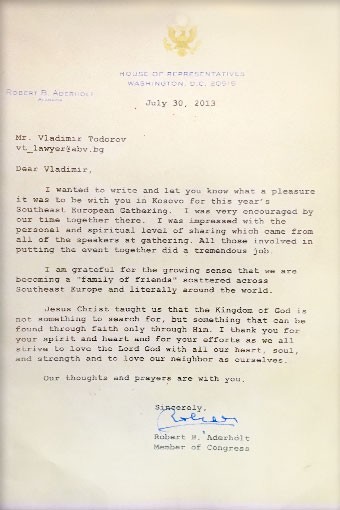 HOUSE OF REPRESENTATIVES
WASHINGTON, D.C. 20515
ROBERT B. ADERHOLT
July 30, 2013
Mr. Vladimir Todorov
vt_lawyer@abv.bg
Dear Vladimir,
I wanted to write and let you know what a pleasure
it was to be with you in Kosovo for this year's
Southeast European Gathering. I was very encouraged by
our time together there. I was impressed with the
personal and spiritual level of sharing which came from
all of the speakers at gathering. All those involved in
putting the event together did a tremendous job.
I am grateful for the growing sense that we are
becoming a "family of friends" scattered across
Southeast Europe and literally around the world.
Jesus Christ taught us that the Kingdom of God is
not something to search for, but something that can be
found through faith only through Him. I thank you for
your spirit and heart and for your efforts as we all
strive to love the Lord God with all our heart, soul,
and strength and to love our neighbor as ourselves.
Our thoughts and prayers are with you.
Sincerely,
Robert Aderholt
Member of Congress